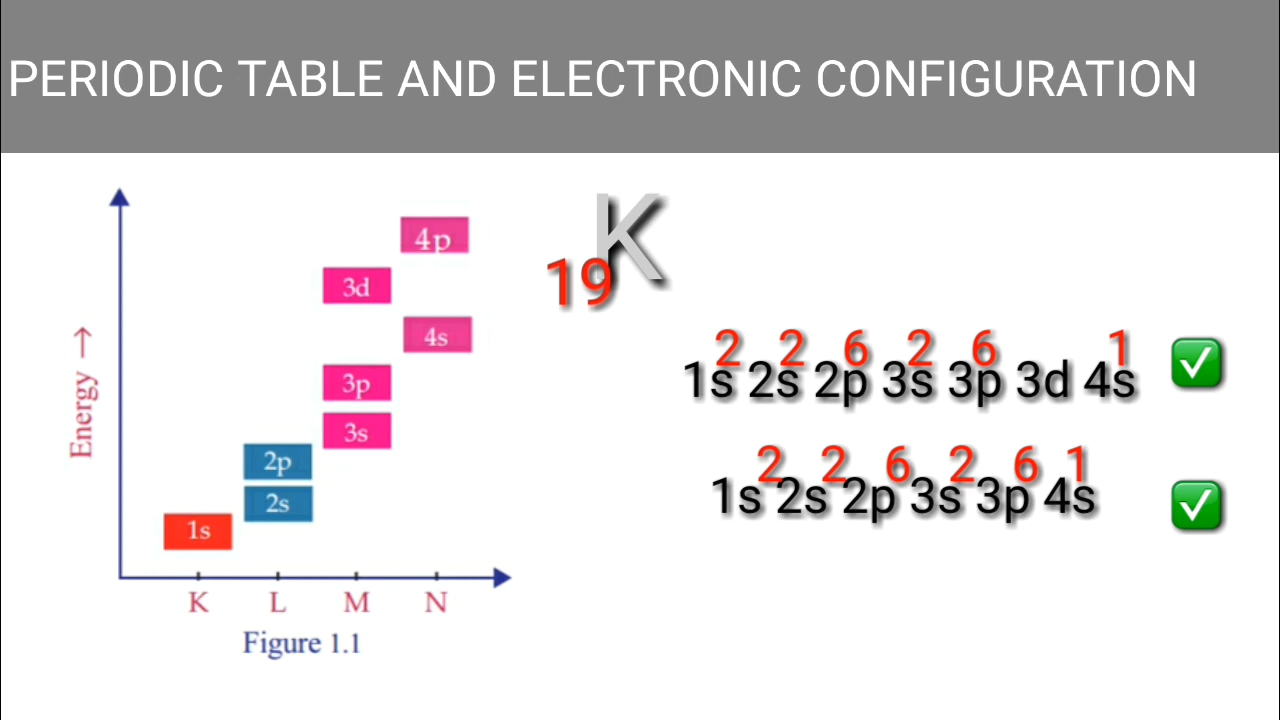 PERIODIC TABLE AND ELECTRONIC CONFIGURATION
4p
3d
4s
3p
3s
2p
2s
1s
Energy →
K L M N
Figure 1.1
19K
1s² 2s² 2p⁶ 3s² 3p⁶ 3d 4s¹ ✅
1s² 2s² 2p⁶ 3s² 3p⁶ 4s¹ ✅